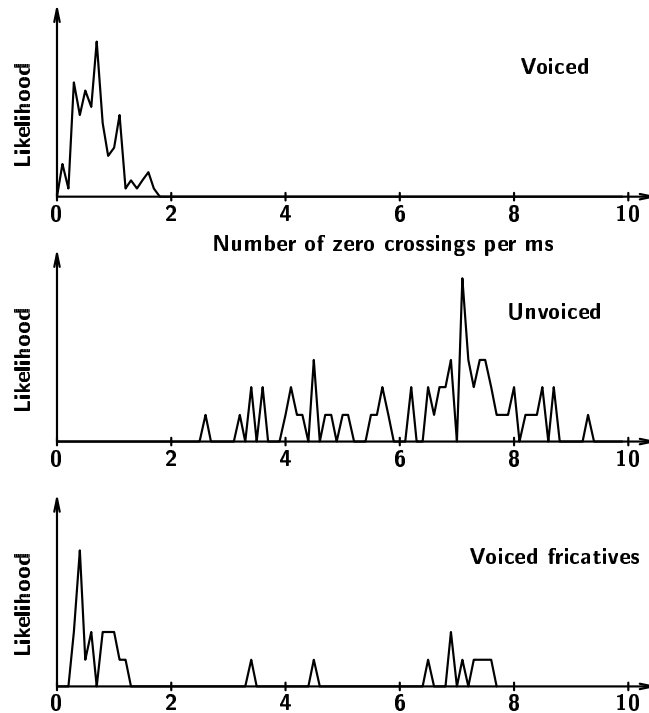 Likelihood
Voiced
0 2 4 6 8 10
Number of zero crossings per ms
Likelihood
Unvoiced
0 2 4 6 8 10
Likelihood
Voiced fricatives
0 2 4 6 8 10